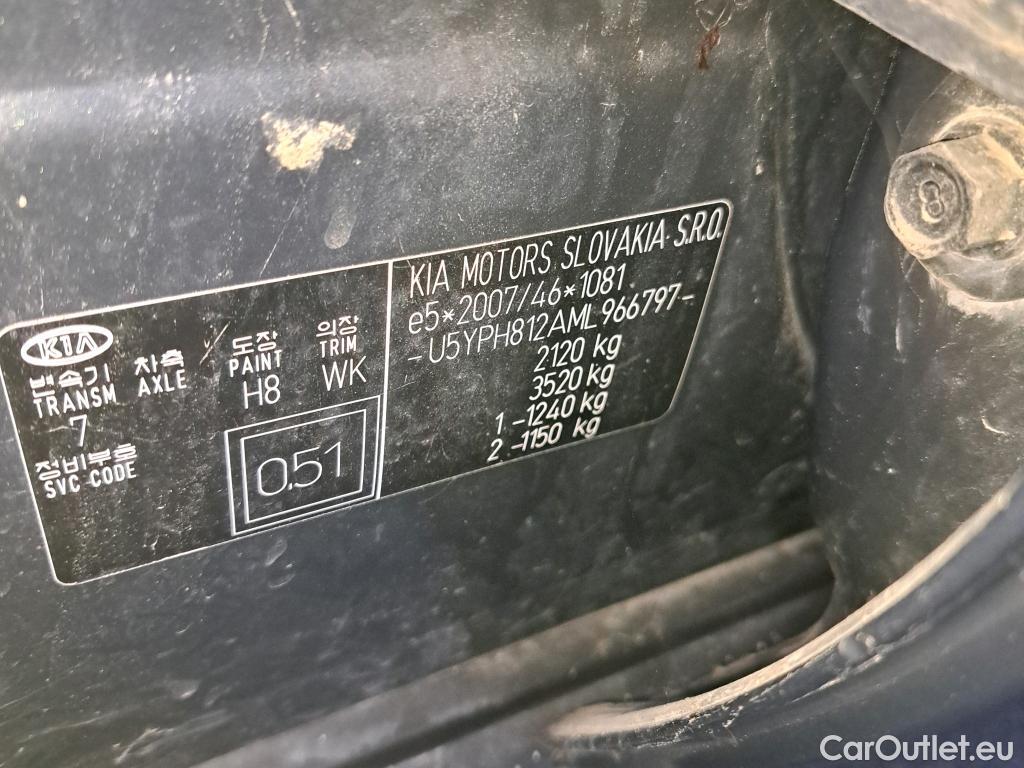 KIA
변속기 차축 도장 의장
TRANSM AXLE PAINT TRIM
7 H8 WK
정비부호
SVC-CODE
0.51
KIA MOTORS SLOVAKIA S.R.O.
e5*2007/46*1081
-U5YPH812AML966797-
2120 kg
3520 kg
1 -1240 kg
2 -1150 kg
8
CarOutlet.eu